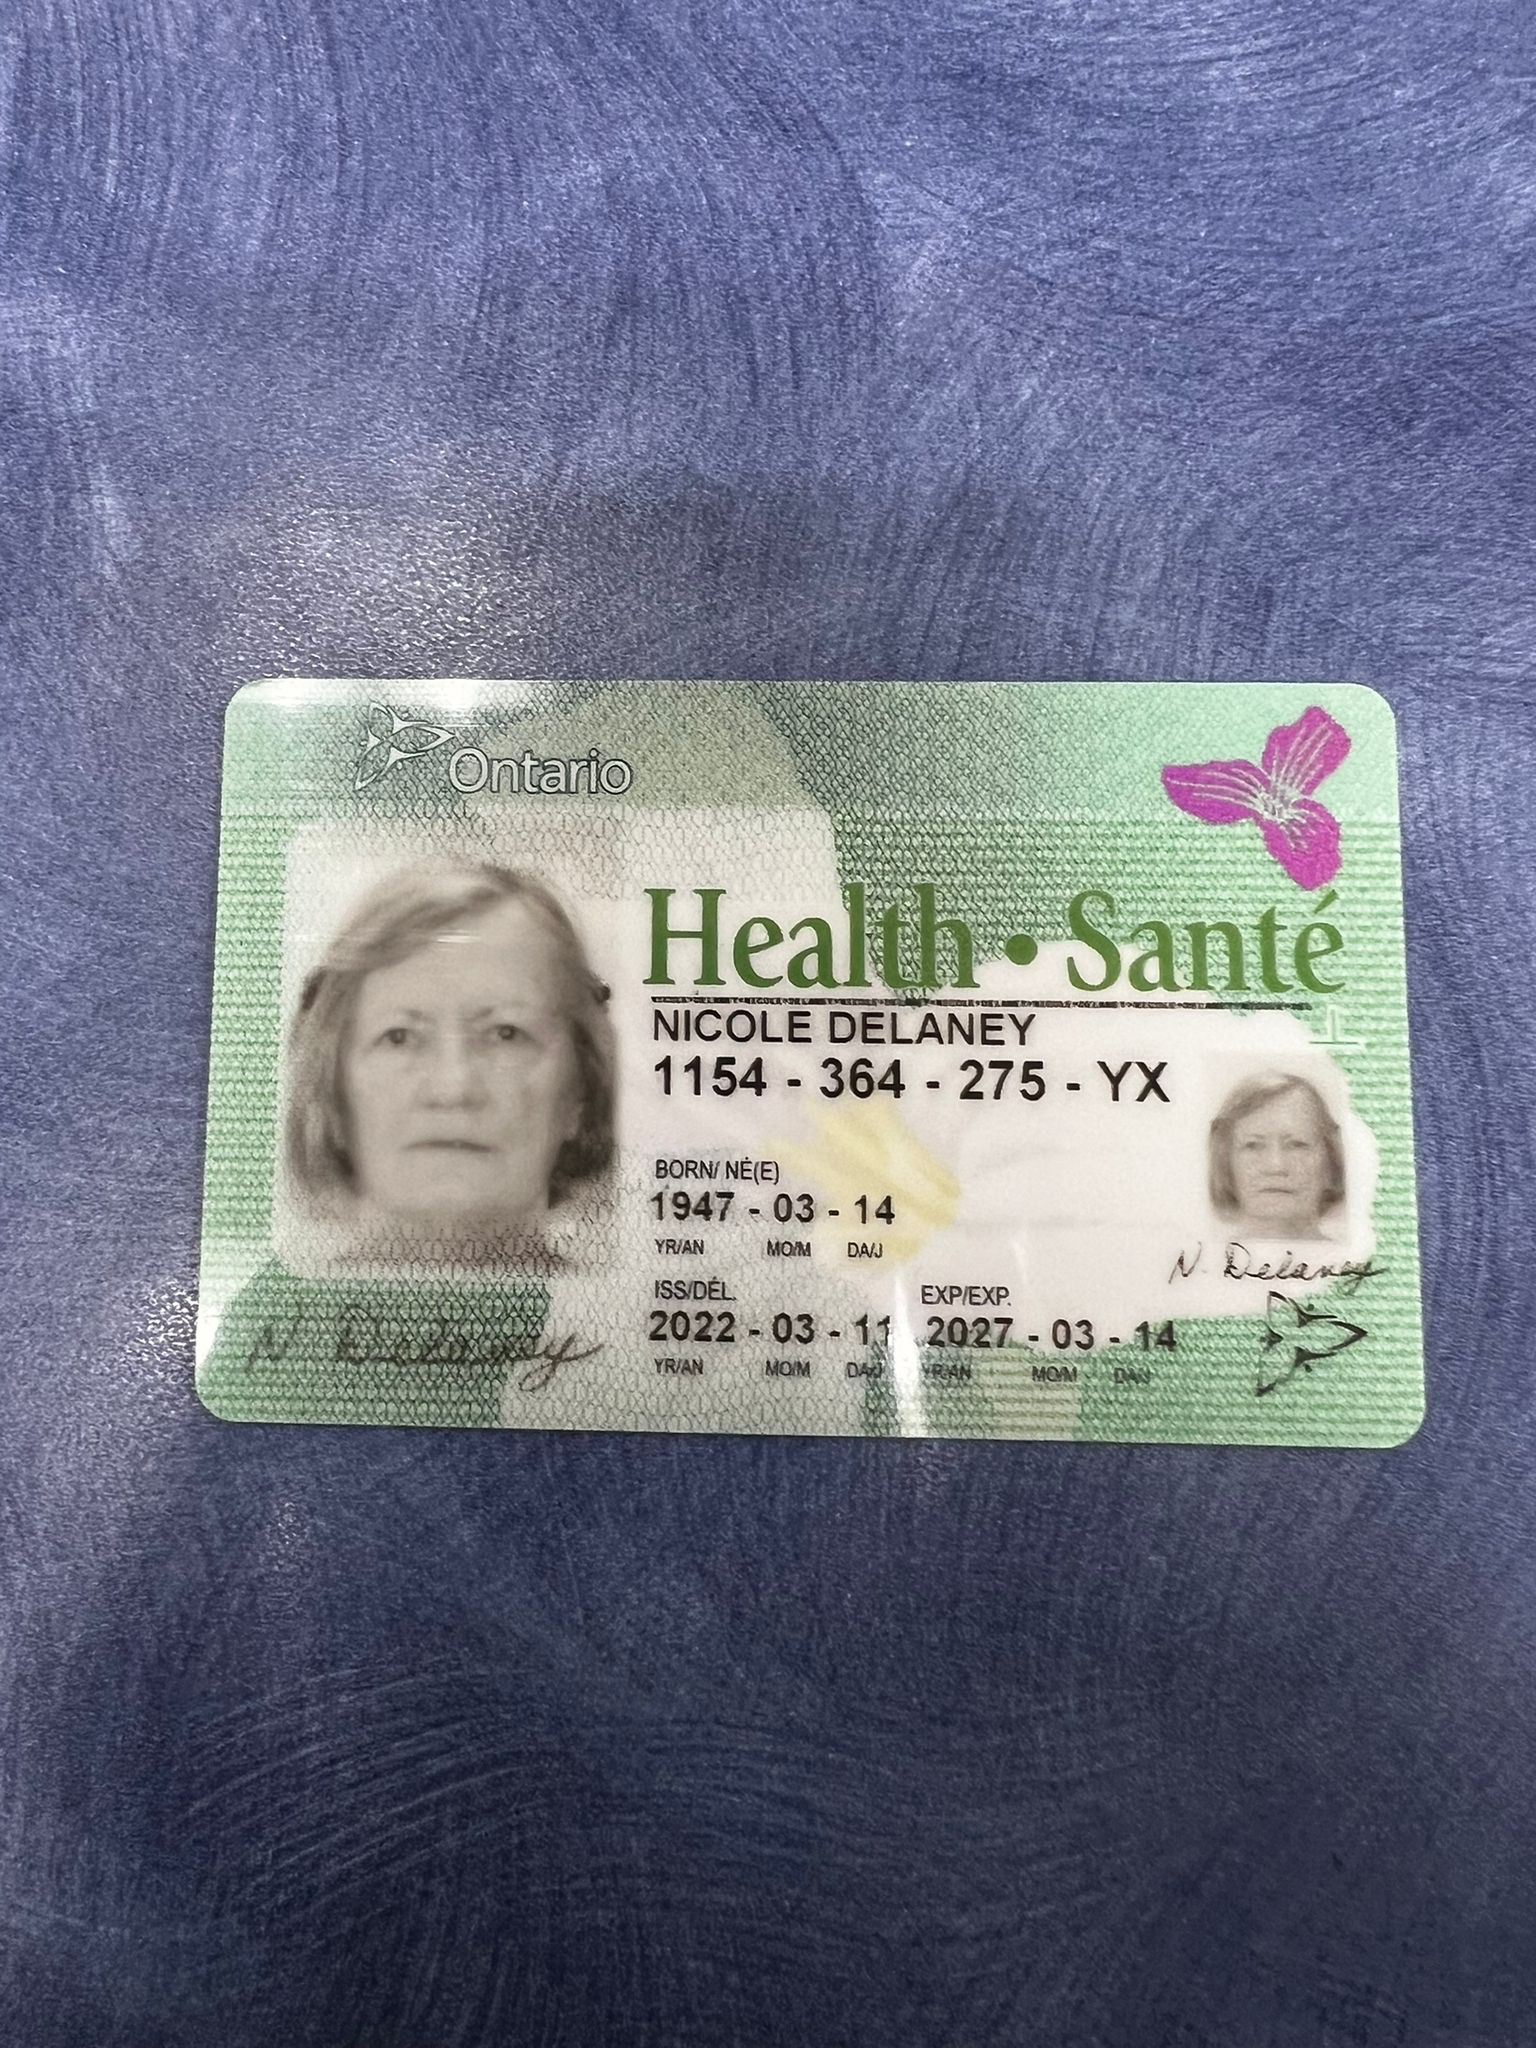 Ontario
Health • Santé
NICOLE DELANEY
1154 - 364 - 275 - YX
BORN/ NÉ(E)
1947 - 03 - 14
YR/AN MO/M DA/J
ISS/DÉL. EXP/EXP.
2022 - 03 - 11 2027 - 03 - 14
YR/AN MO/M DA/J YR/AN MO/M DA/J
N. Delaney
N. Delaney